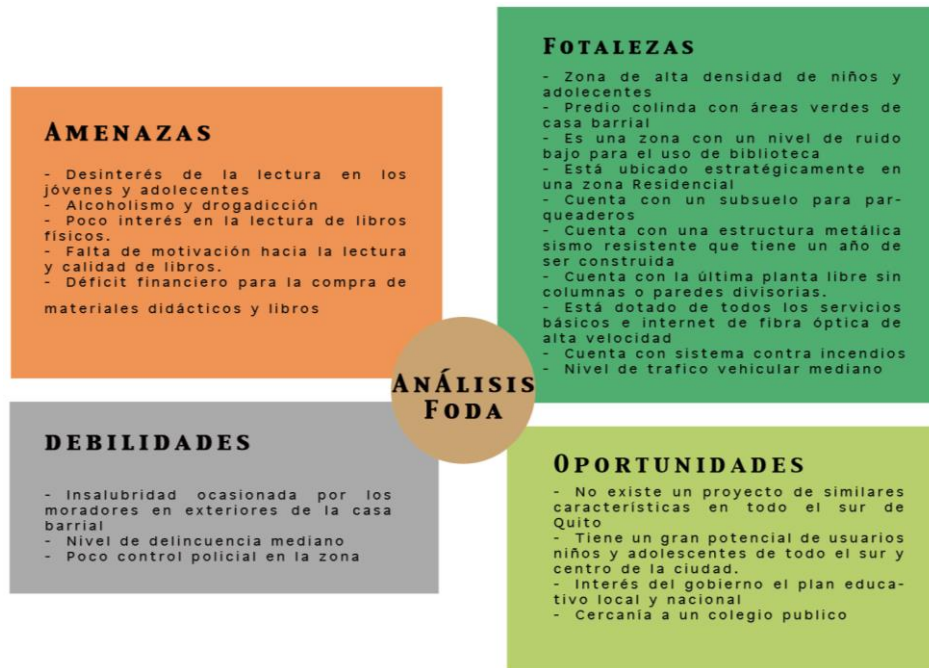 AMENAZAS
- Desinterés de la lectura en los
jóvenes y adolecentes
- Alcoholismo y drogadicción
- Poco interés en la lectura de libros
físicos.
- Falta de motivación hacia la lectura
y calidad de libros.
- Déficit financiero para la compra de
materiales didácticos y libros
FOTALEZAS
- Zona de alta densidad de niños y
adolecentes
- Predio colinda con áreas verdes de
casa barrial
- Es una zona con un nivel de ruido
bajo para el uso de biblioteca
- Está ubicado estratégicamente en
una zona Residencial
- Cuenta con un subsuelo para par-
queaderos
- Cuenta con una estructura metálica
sismo resistente que tiene un año de
ser construida
- Cuenta con la última planta libre sin
columnas o paredes divisorias.
- Está dotado de todos los servicios
básicos e internet de fibra óptica de
alta velocidad
- Cuenta con sistema contra incendios
- Nivel de trafico vehicular mediano
ANÁLISIS
FODA
DEBILIDADES
- Insalubridad ocasionada por los
moradores en exteriores de la casa
barrial
- Nivel de delincuencia mediano
- Poco control policial en la zona
OPORTUNIDADES
- No existe un proyecto de similares
características en todo el sur de
Quito
- Tiene un gran potencial de usuarios
niños y adolescentes de todo el sur y
centro de la ciudad.
- Interés del gobierno el plan educa-
tivo local y nacional
- Cercanía a un colegio publico